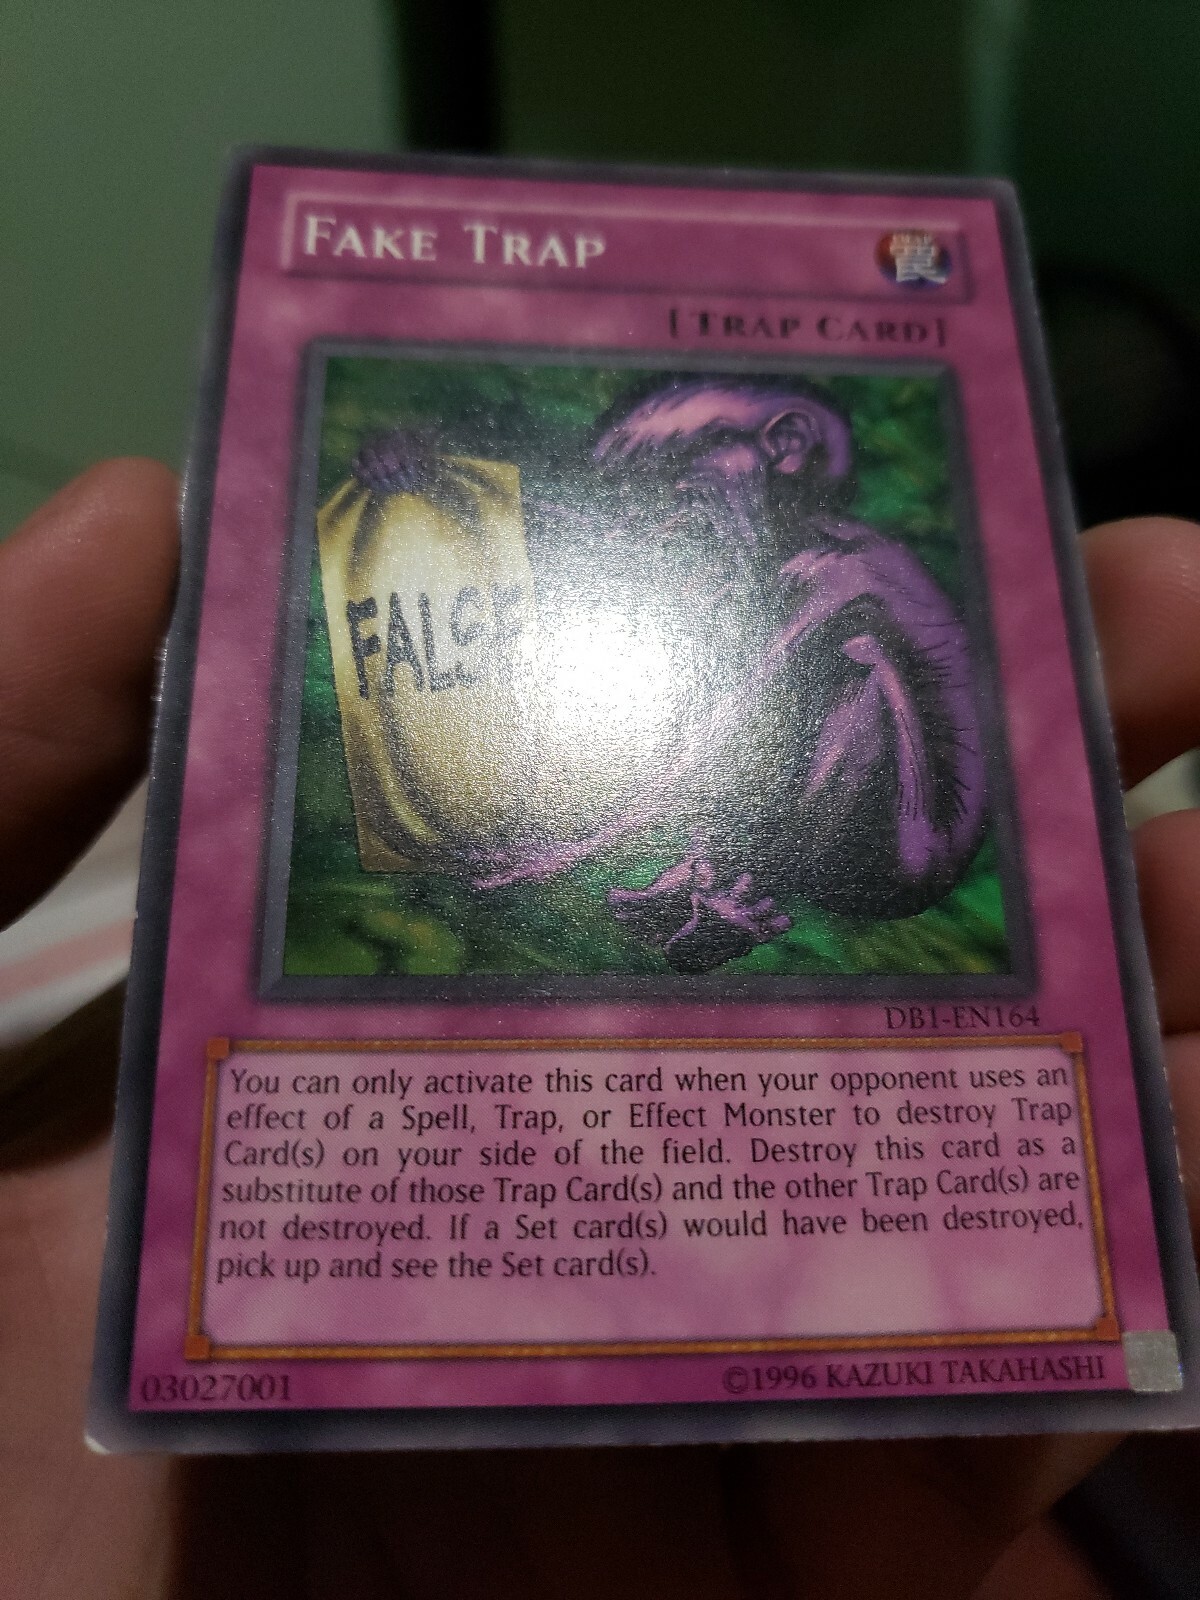 FAKE TRAP
罠
[TRAP CARD]
FALCE
DB1-EN164
You can only activate this card when your opponent uses an
effect of a Spell, Trap, or Effect Monster to destroy Trap
Card(s) on your side of the field. Destroy this card as a
substitute of those Trap Card(s) and the other Trap Card(s) are
not destroyed. If a Set card(s) would have been destroyed,
pick up and see the Set card(s).
03027001
©1996 KAZUKI TAKAHASHI